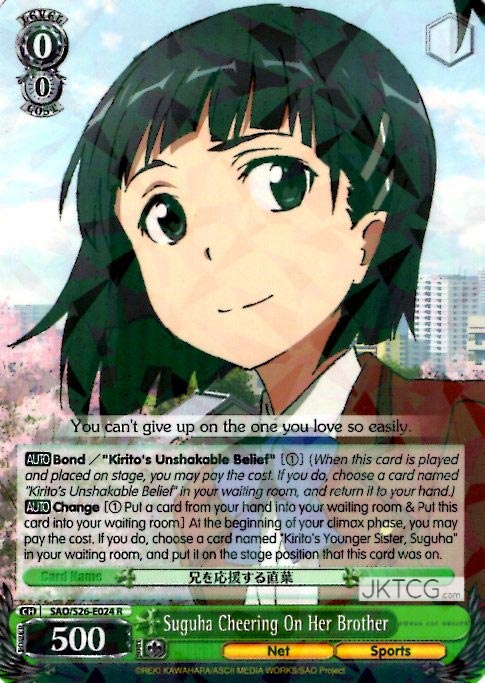 LEVEL
0
0
COST
You can't give up on the one you love so easily.
AUTO Bond／"Kirito's Unshakable Belief" [①] (When this card is played
and placed on stage, you may pay the cost. If you do, choose a card named
"Kirito's Unshakable Belief" in your waiting room, and return it to your hand.)
AUTO Change [① Put a card from your hand into your waiting room & Put this
card into your waiting room] At the beginning of your climax phase, you may
pay the cost. If you do, choose a card named "Kirito's Younger Sister, Suguha"
in your waiting room, and put it on the stage position that this card was on.
Card Name
兄を応援する直葉
JKTCG.com
CH SAO/S26-E024 R
POWER 500
Suguha Cheering On Her Brother
Net Sports
©REKI KAWAHARA/ASCII MEDIA WORKS/SAO Project